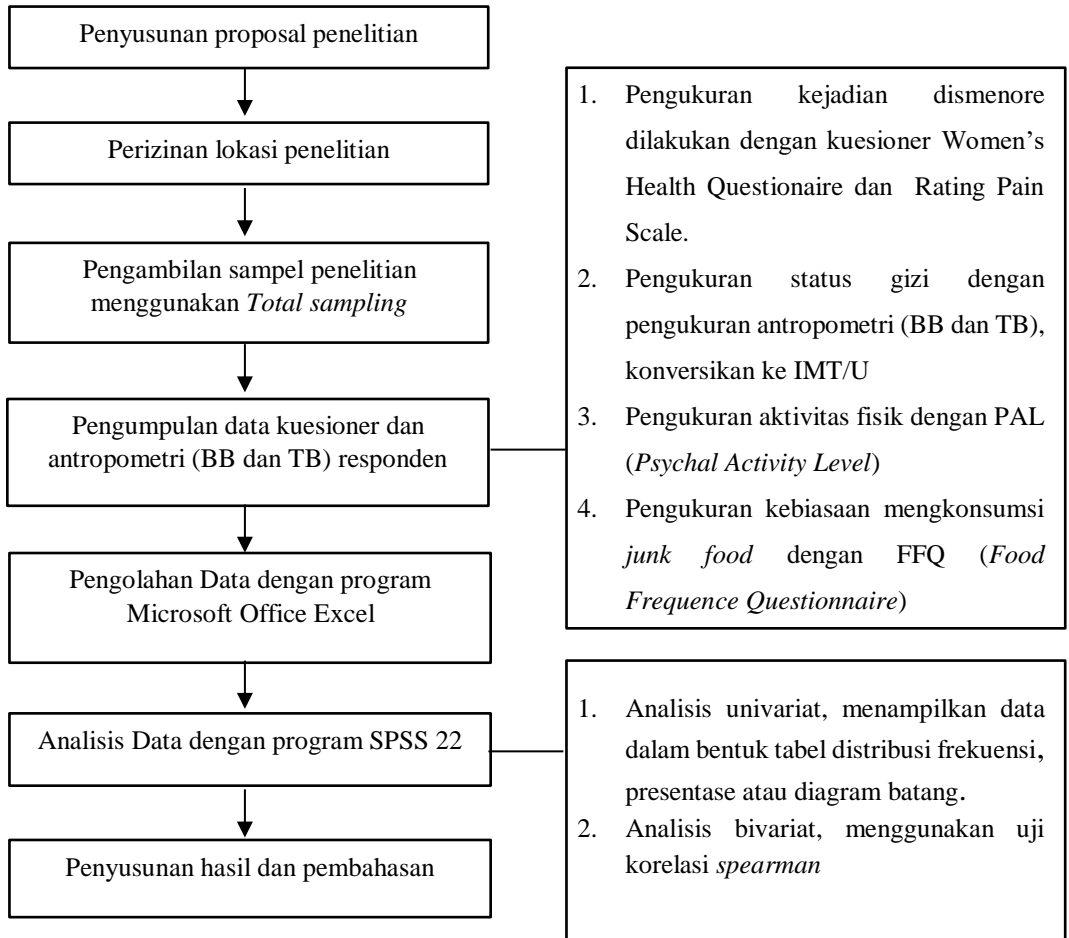 Penyusunan proposal penelitian
Perizinan lokasi penelitian
Pengambilan sampel penelitian
menggunakan Total sampling
Pengumpulan data kuesioner dan
antropometri (BB dan TB) responden
Pengolahan Data dengan program
Microsoft Office Excel
Analisis Data dengan program SPSS 22
Penyusunan hasil dan pembahasan
1. Pengukuran kejadian dismenore
dilakukan dengan kuesioner Women’s
Health Questionaire dan Rating Pain
Scale.
2. Pengukuran status gizi dengan
pengukuran antropometri (BB dan TB),
konversikan ke IMT/U
3. Pengukuran aktivitas fisik dengan PAL
(Psychal Activity Level)
4. Pengukuran kebiasaan mengkonsumsi
junk food dengan FFQ (Food
Frequence Questionnaire)
1. Analisis univariat, menampilkan data
dalam bentuk tabel distribusi frekuensi,
presentase atau diagram batang.
2. Analisis bivariat, menggunakan uji
korelasi spearman